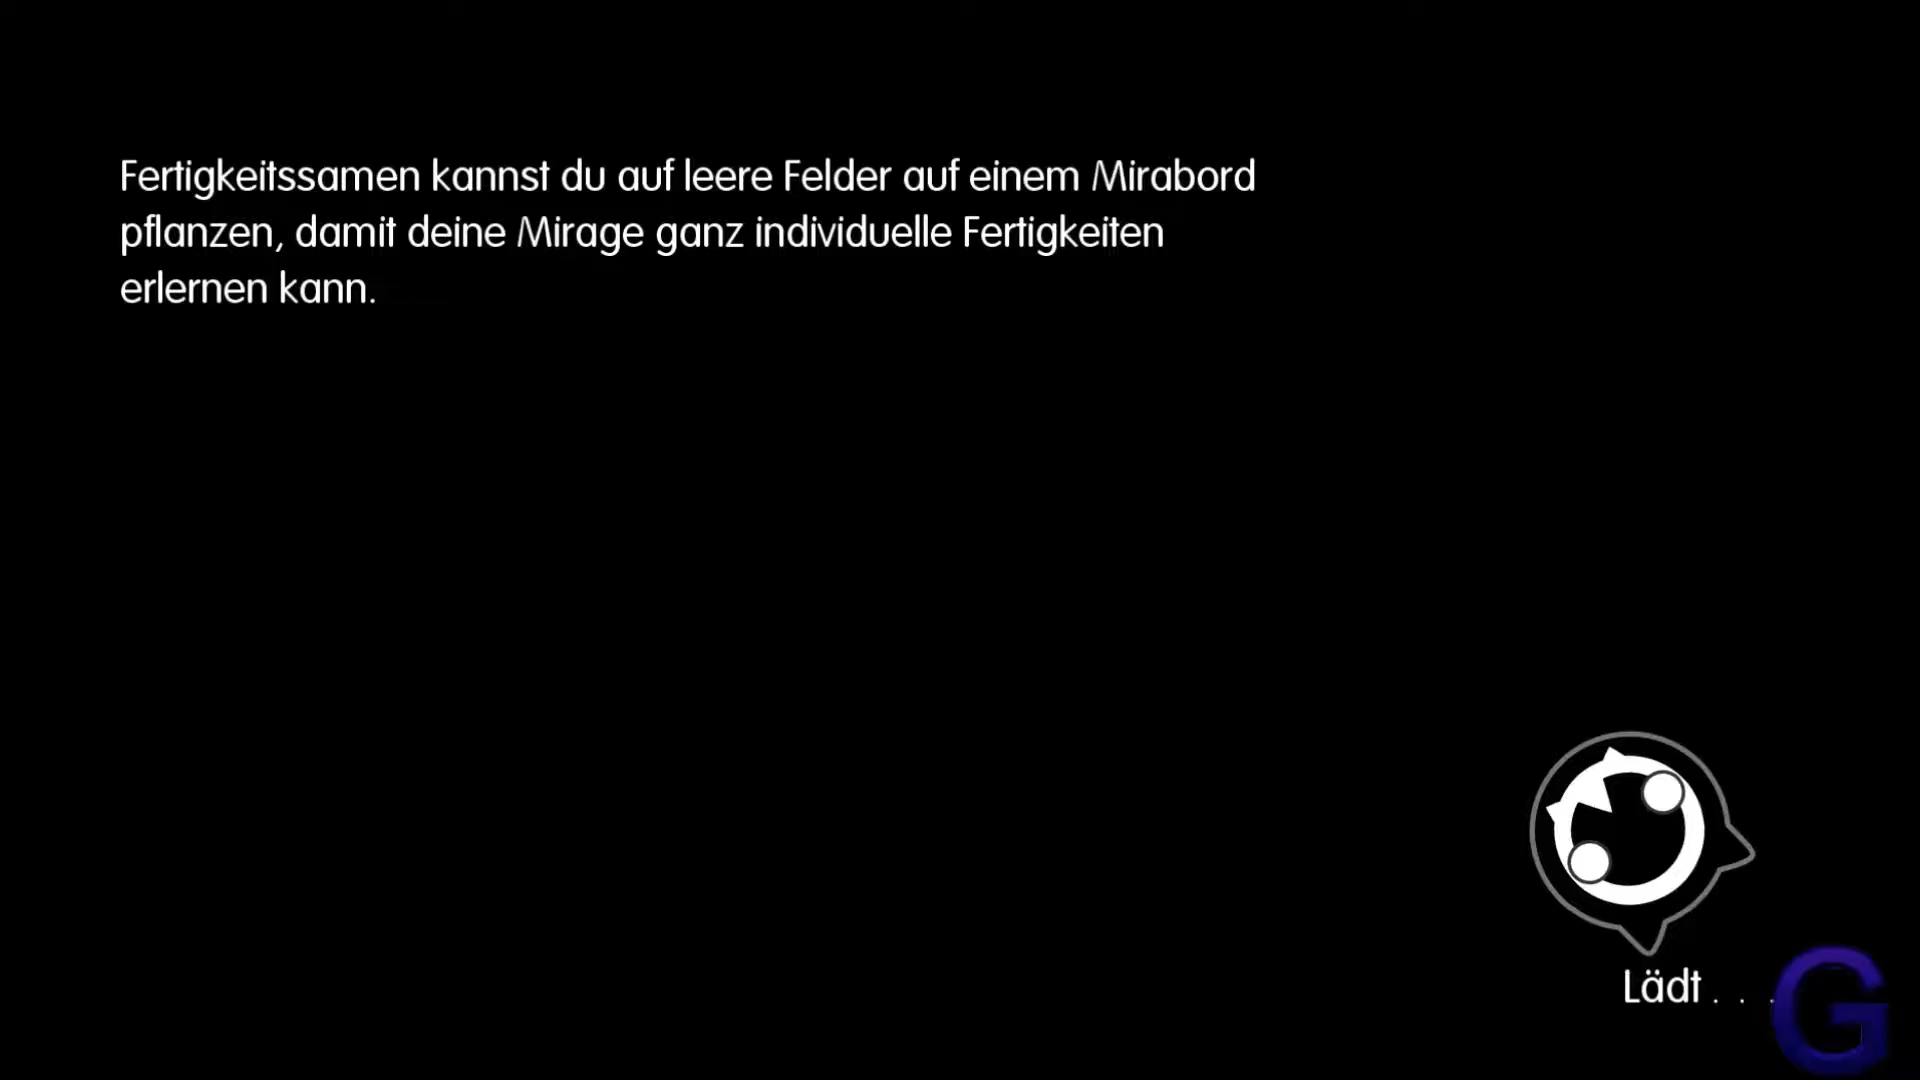 Fertigkeitssamen kannst du auf leere Felder auf einem Mirabord
pflanzen, damit deine Mirage ganz individuelle Fertigkeiten
erlernen kann.
Lädt . . .
G